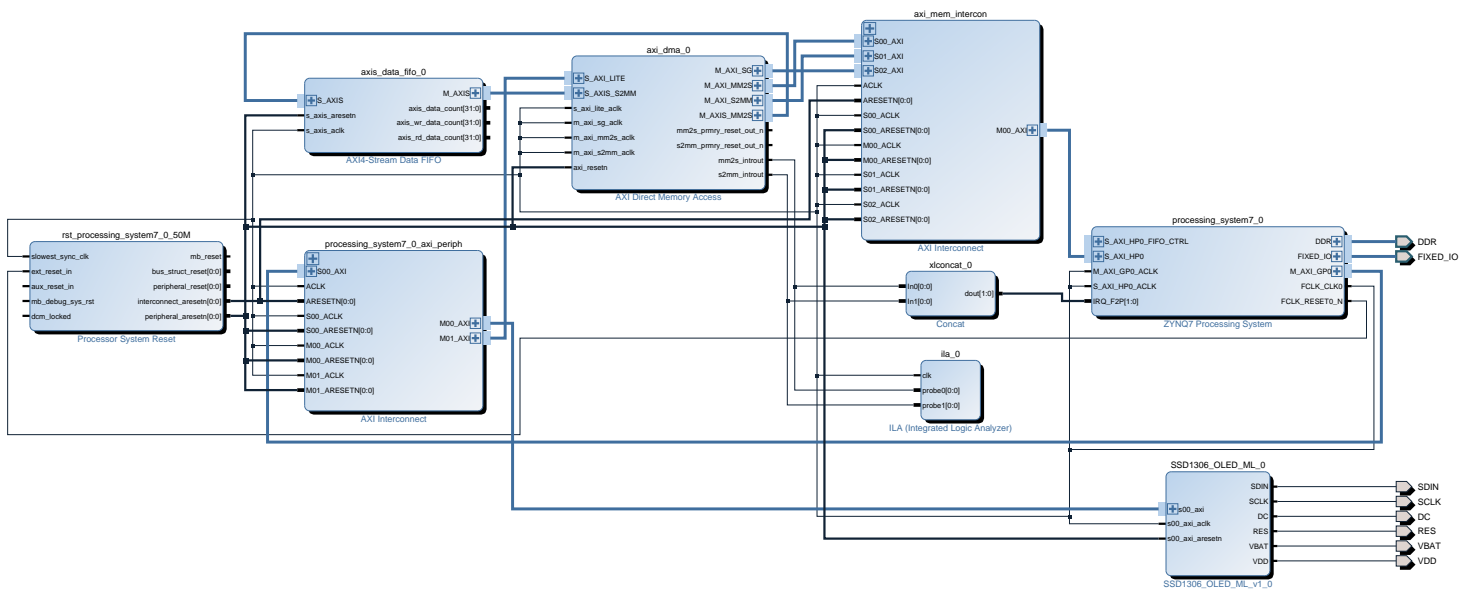 axi_mem_intercon
S00_AXI
S01_AXI
S02_AXI
ACLK
ARESETN[0:0]
S00_ACLK
S00_ARESETN[0:0]
M00_ACLK
M00_ARESETN[0:0]
S01_ACLK
S01_ARESETN[0:0]
S02_ACLK
S02_ARESETN[0:0]
M00_AXI
AXI Interconnect
axi_dma_0
S_AXI_LITE
S_AXIS_S2MM
s_axi_lite_aclk
m_axi_sg_aclk
m_axi_mm2s_aclk
m_axi_s2mm_aclk
axi_resetn
M_AXI_SG
M_AXI_MM2S
M_AXI_S2MM
M_AXIS_MM2S
mm2s_prmry_reset_out_n
s2mm_prmry_reset_out_n
mm2s_introut
s2mm_introut
AXI Direct Memory Access
axis_data_fifo_0
S_AXIS
s_axis_aresetn
s_axis_aclk
M_AXIS
axis_data_count[31:0]
axis_wr_data_count[31:0]
axis_rd_data_count[31:0]
AXI4-Stream Data FIFO
rst_processing_system7_0_50M
slowest_sync_clk
ext_reset_in
aux_reset_in
mb_debug_sys_rst
dcm_locked
mb_reset
bus_struct_reset[0:0]
peripheral_reset[0:0]
interconnect_aresetn[0:0]
peripheral_aresetn[0:0]
Processor System Reset
processing_system7_0_axi_periph
S00_AXI
ACLK
ARESETN[0:0]
S00_ACLK
S00_ARESETN[0:0]
M00_ACLK
M00_ARESETN[0:0]
M01_ACLK
M01_ARESETN[0:0]
M00_AXI
M01_AXI
AXI Interconnect
xlconcat_0
In0[0:0]
In1[0:0]
dout[1:0]
Concat
processing_system7_0
S_AXI_HP0_FIFO_CTRL
S_AXI_HP0
M_AXI_GP0_ACLK
S_AXI_HP0_ACLK
IRQ_F2P[1:0]
DDR
FIXED_IO
M_AXI_GP0
FCLK_CLK0
FCLK_RESET0_N
ZYNQ7 Processing System
DDR
FIXED_IO
ila_0
clk
probe0[0:0]
probe1[0:0]
ILA (Integrated Logic Analyzer)
SSD1306_OLED_ML_0
s00_axi
s00_axi_aclk
s00_axi_aresetn
SDIN
SCLK
DC
RES
VBAT
VDD
SSD1306_OLED_ML_v1_0
SDIN
SCLK
DC
RES
VBAT
VDD